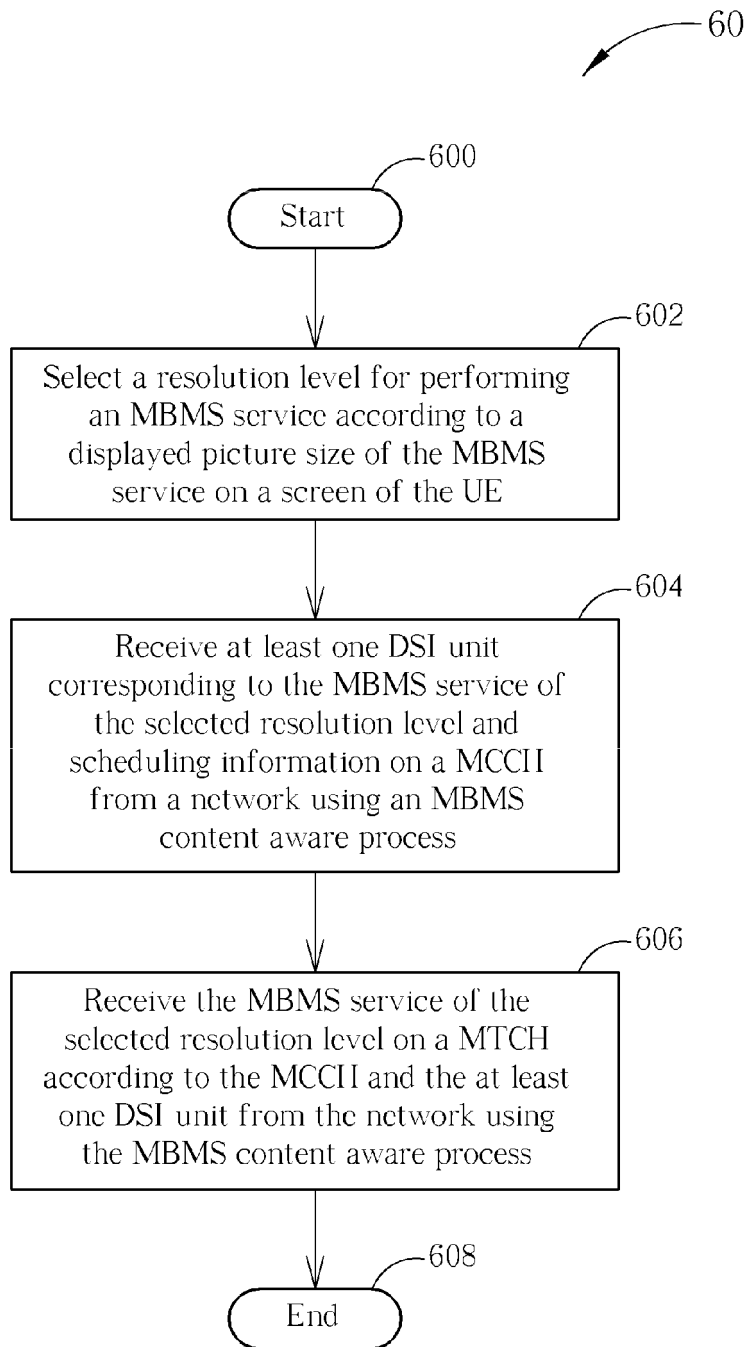 60
600
Start
602
Select a resolution level for performing
an MBMS service according to a
displayed picture size of the MBMS
service on a screen of the UE
604
Receive at least one DSI unit
corresponding to the MBMS service of
the selected resolution level and
scheduling information on a MCCH
from a network using an MBMS
content aware process
606
Receive the MBMS service of the
selected resolution level on a MTCH
according to the MCCH and the at least
one DSI unit from the network using
the MBMS content aware process
608
End